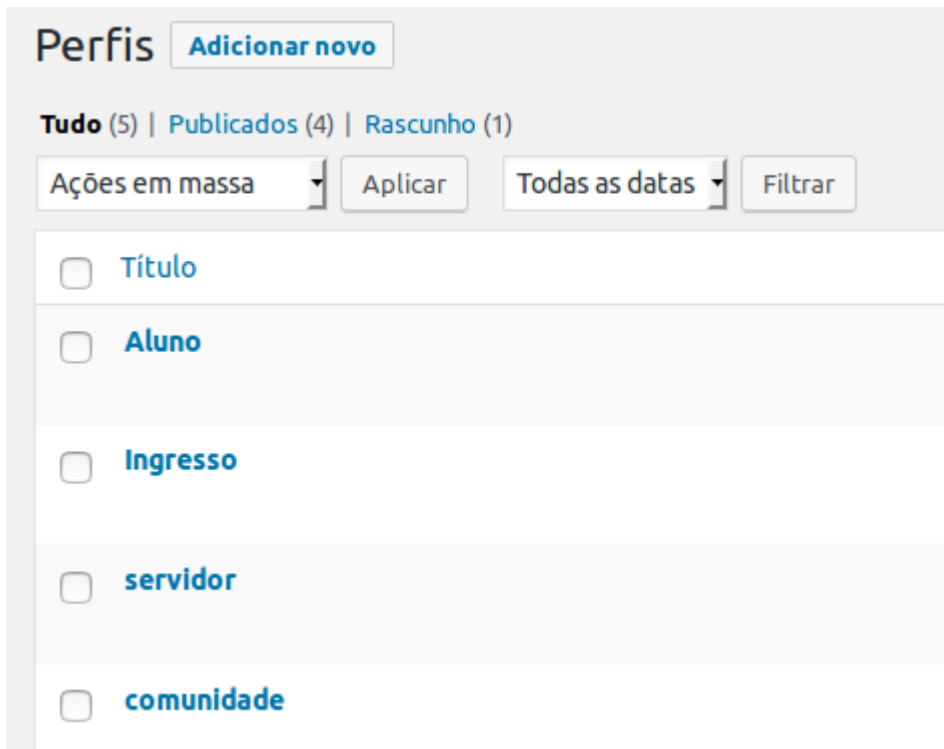 Perfis Adicionar novo
Tudo (5) | Publicados (4) | Rascunho (1)
Ações em massa Aplicar Todas as datas Filtrar
Título
Aluno
Ingresso
servidor
comunidade